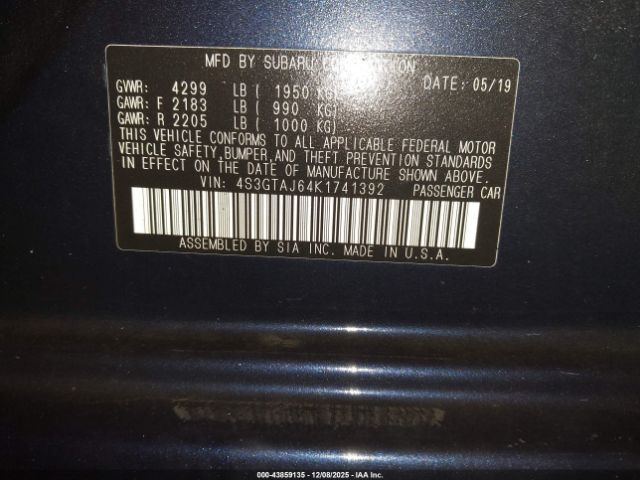 MFD BY SUBARU CORPORATION
GVWR: 4299 LB ( 1950 KG) DATE: 05/19
GAWR: F 2183 LB ( 990 KG)
GAWR: R 2205 LB ( 1000 KG)
THIS VEHICLE CONFORMS TO ALL APPLICABLE FEDERAL MOTOR
VEHICLE SAFETY,BUMPER,AND THEFT PREVENTION STANDARDS
IN EFFECT ON THE DATE OF MANUFACTURE SHOWN ABOVE.
VIN: 4S3GTAJ64K1741392 PASSENGER CAR
ASSEMBLED BY SIA INC. MADE IN U.S.A.
000-43859135 - 12/08/2025 - IAA Inc.